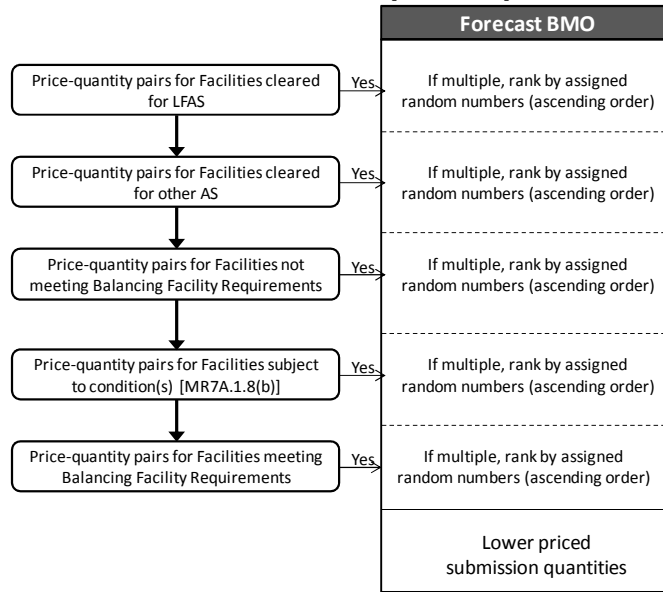 Forecast BMO
Price-quantity pairs for Facilities cleared
for LFAS
Yes
If multiple, rank by assigned
random numbers (ascending order)
Price-quantity pairs for Facilities cleared
for other AS
Yes
If multiple, rank by assigned
random numbers (ascending order)
Price-quantity pairs for Facilities not
meeting Balancing Facility Requirements
Yes
If multiple, rank by assigned
random numbers (ascending order)
Price-quantity pairs for Facilities subject
to condition(s) [MR7A.1.8(b)]
Yes
If multiple, rank by assigned
random numbers (ascending order)
Price-quantity pairs for Facilities meeting
Balancing Facility Requirements
Yes
If multiple, rank by assigned
random numbers (ascending order)
Lower priced
submission quantities